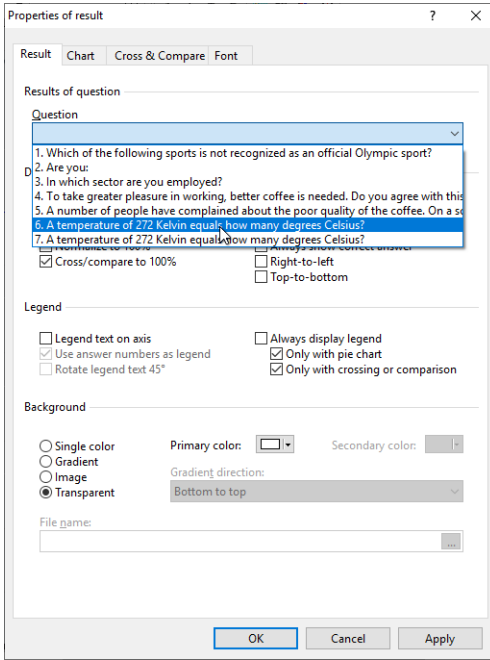 Properties of result
?
Result Chart Cross & Compare Font
Results of question
Question
1. Which of the following sports is not recognized as an official Olympic sport?
2. Are you:
3. In which sector are you employed?
4. To take greater pleasure in working, better coffee is needed. Do you agree with this
5. A number of people have complained about the poor quality of the coffee. On a sc
6. A temperature of 272 Kelvin equals how many degrees Celsius?
7. A temperature of 272 Kelvin equals how many degrees Celsius?
D
Normalize to 100% Always show correct answer
Cross/compare to 100% Right-to-left
Top-to-bottom
Legend
Legend text on axis Always display legend
Use answer numbers as legend Only with pie chart
Rotate legend text 45° Only with crossing or comparison
Background
Single color Primary color: Secondary color:
Gradient Gradient direction:
Image
Transparent Bottom to top
File name:
...
OK Cancel Apply